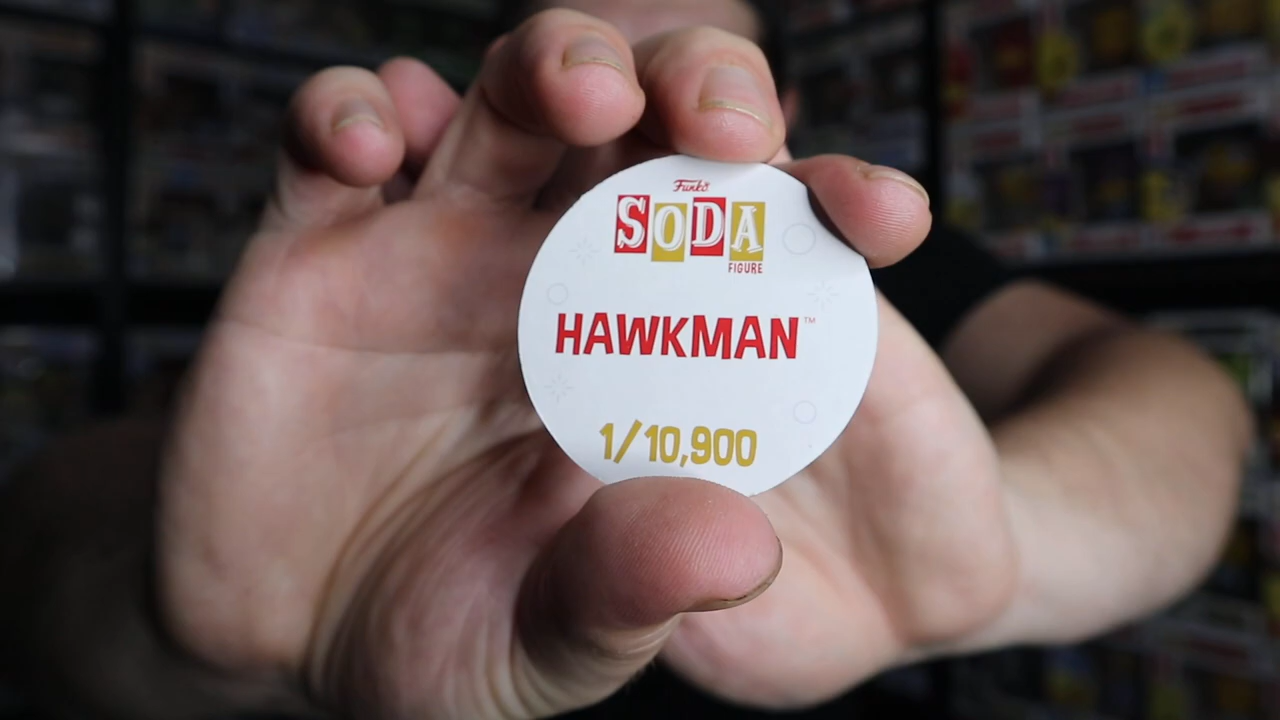 Funko
SODA
FIGURE
HAWKMAN™
1/10,900